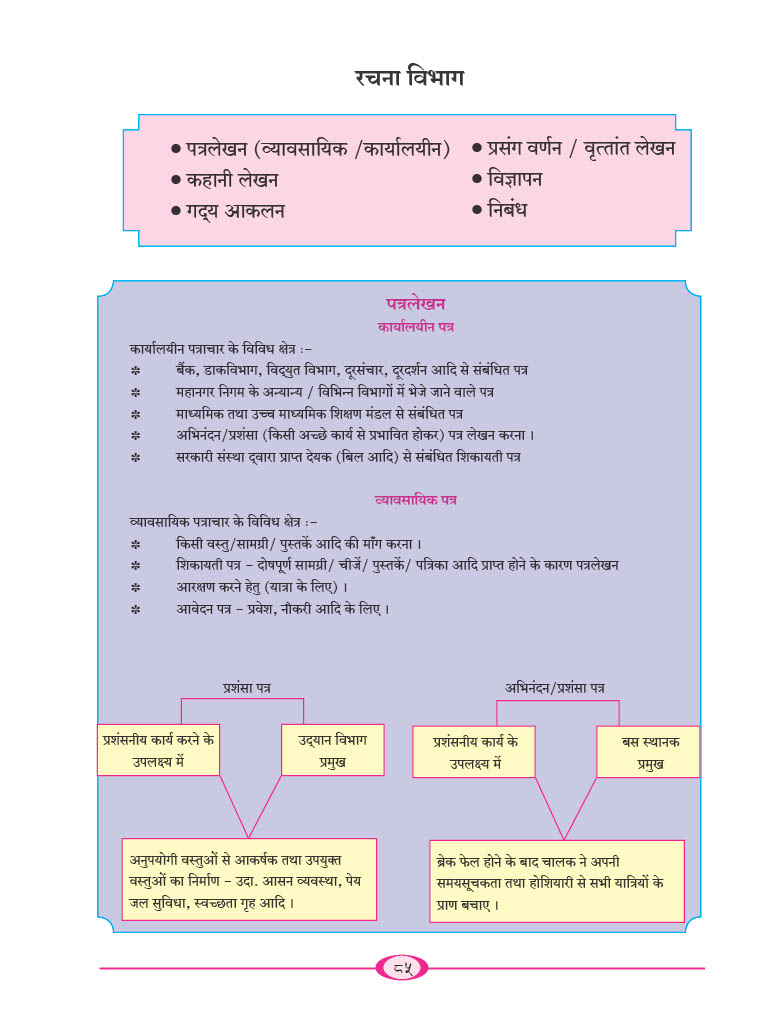 रचना विभाग
● पत्रलेखन (व्यावसायिक /कार्यालयीन)
● कहानी लेखन
● गद्‌य आकलन
● प्रसंग वर्णन / वृत्तांत लेखन
● विज्ञापन
● निबंध
पत्रलेखन
कार्यालयीन पत्र
कार्यालयीन पत्राचार के विविध क्षेत्र :-
✽ बैंक, डाकविभाग, विद्‌युत विभाग, दूरसंचार, दूरदर्शन आदि से संबंधित पत्र
✽ महानगर निगम के अन्यान्य / विभिन्न विभागों में भेजे जाने वाले पत्र
✽ माध्यमिक तथा उच्च माध्यमिक शिक्षण मंडल से संबंधित पत्र
✽ अभिनंदन/प्रशंसा (किसी अच्छे कार्य से प्रभावित होकर) पत्र लेखन करना ।
✽ सरकारी संस्था द्‌वारा प्राप्त देयक (बिल आदि) से संबंधित शिकायती पत्र
व्यावसायिक पत्र
व्यावसायिक पत्राचार के विविध क्षेत्र :-
✽ किसी वस्तु/सामग्री/ पुस्तकें आदि की माँग करना ।
✽ शिकायती पत्र - दोषपूर्ण सामग्री/ चीजें/ पुस्तकें/ पत्रिका आदि प्राप्त होने के कारण पत्रलेखन
✽ आरक्षण करने हेतु (यात्रा के लिए) ।
✽ आवेदन पत्र - प्रवेश, नौकरी आदि के लिए ।
प्रशंसा पत्र
प्रशंसनीय कार्य करने के
उपलक्ष्य में
उद्‌यान विभाग
प्रमुख
अनुपयोगी वस्तुओं से आकर्षक तथा उपयुक्त
वस्तुओं का निर्माण - उदा. आसन व्यवस्था, पेय
जल सुविधा, स्वच्छता गृह आदि ।
अभिनंदन/प्रशंसा पत्र
प्रशंसनीय कार्य के
उपलक्ष्य में
बस स्थानक
प्रमुख
ब्रेक फेल होने के बाद चालक ने अपनी
समयसूचकता तथा होशियारी से सभी यात्रियों के
प्राण बचाए ।
८५